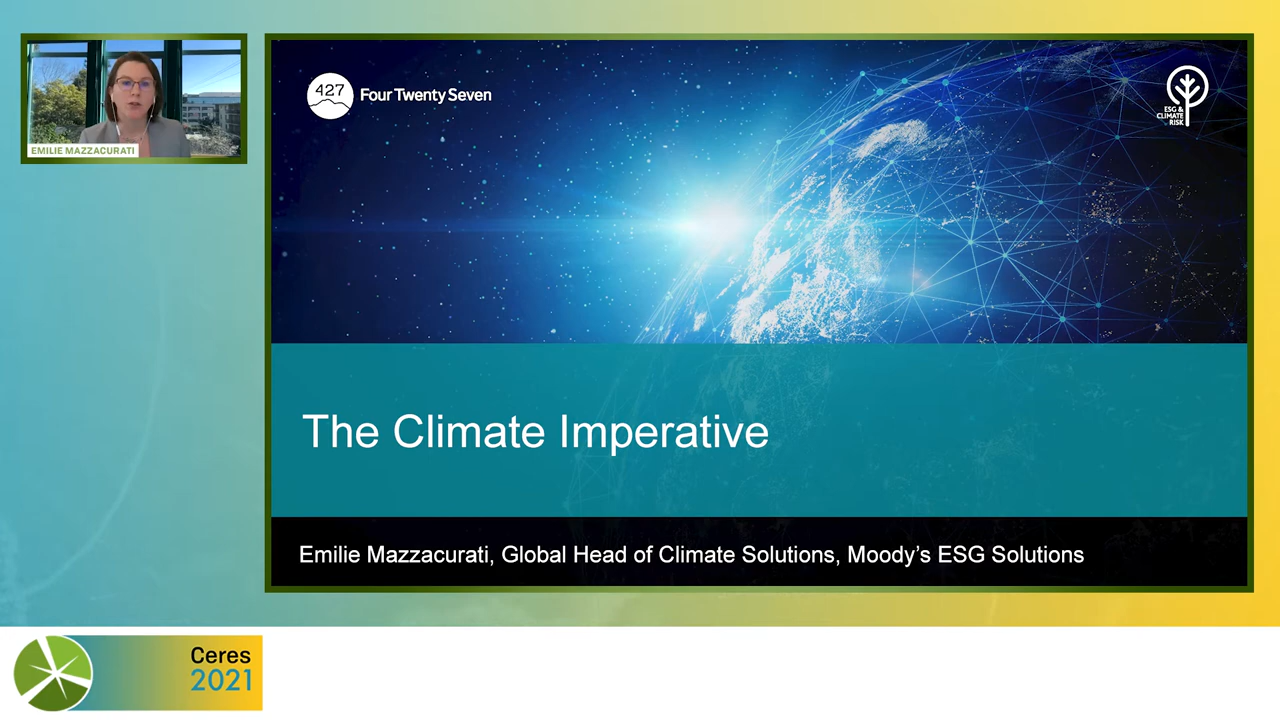 EMILIE MAZZACURATI
427 Four Twenty Seven
ESG &
CLIMATE
RISK
The Climate Imperative
Emilie Mazzacurati, Global Head of Climate Solutions, Moody’s ESG Solutions
Ceres
2021